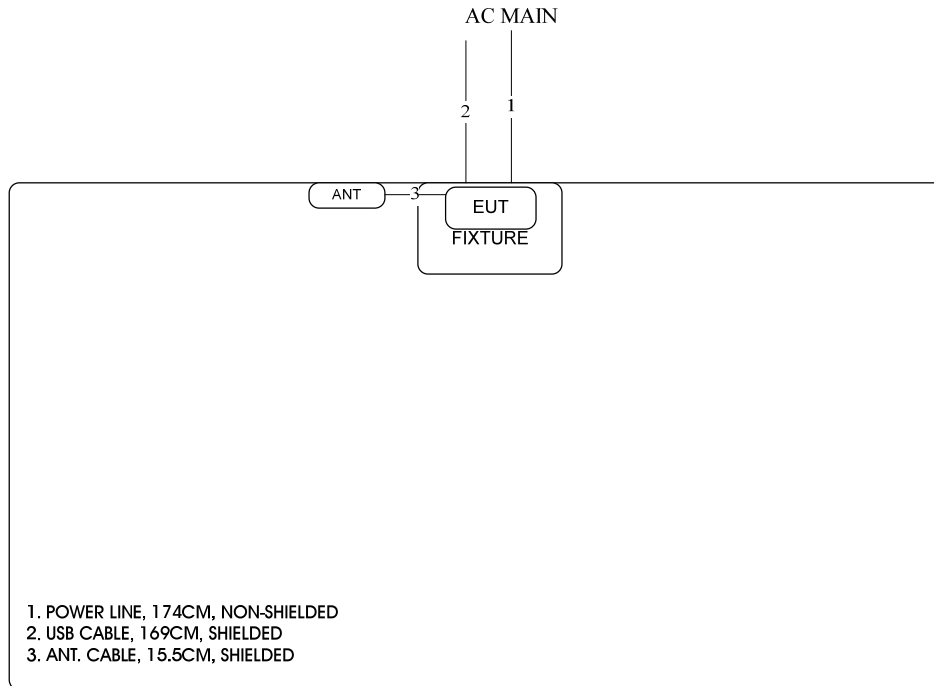 AC MAIN
2
1
ANT
3
EUT
FIXTURE
1. POWER LINE, 174CM, NON-SHIELDED
2. USB CABLE, 169CM, SHIELDED
3. ANT. CABLE, 15.5CM, SHIELDED